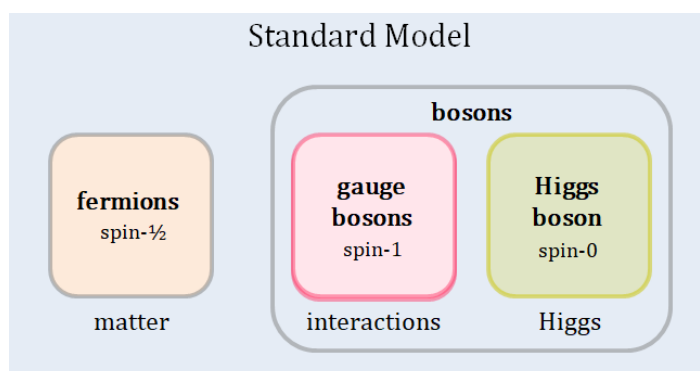 Standard Model
bosons
fermions
spin-½
matter
gauge
bosons
spin-1
interactions
Higgs
boson
spin-0
Higgs